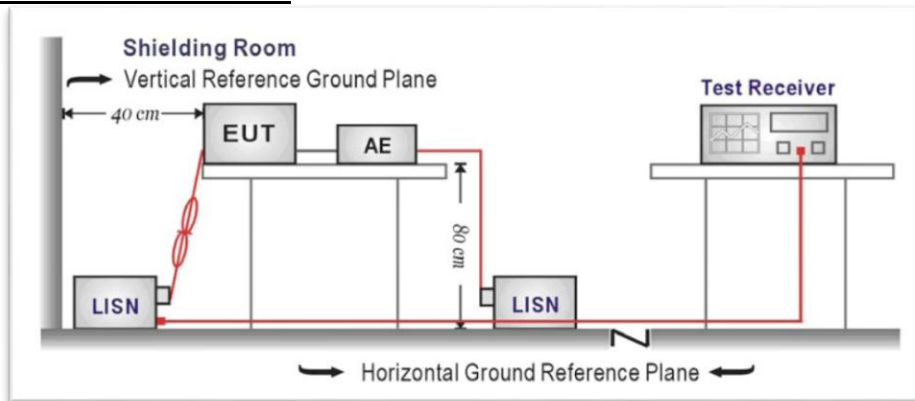 Shielding Room
Vertical Reference Ground Plane
Test Receiver
40 cm
EUT
AE
80 cm
LISN
LISN
Horizontal Ground Reference Plane